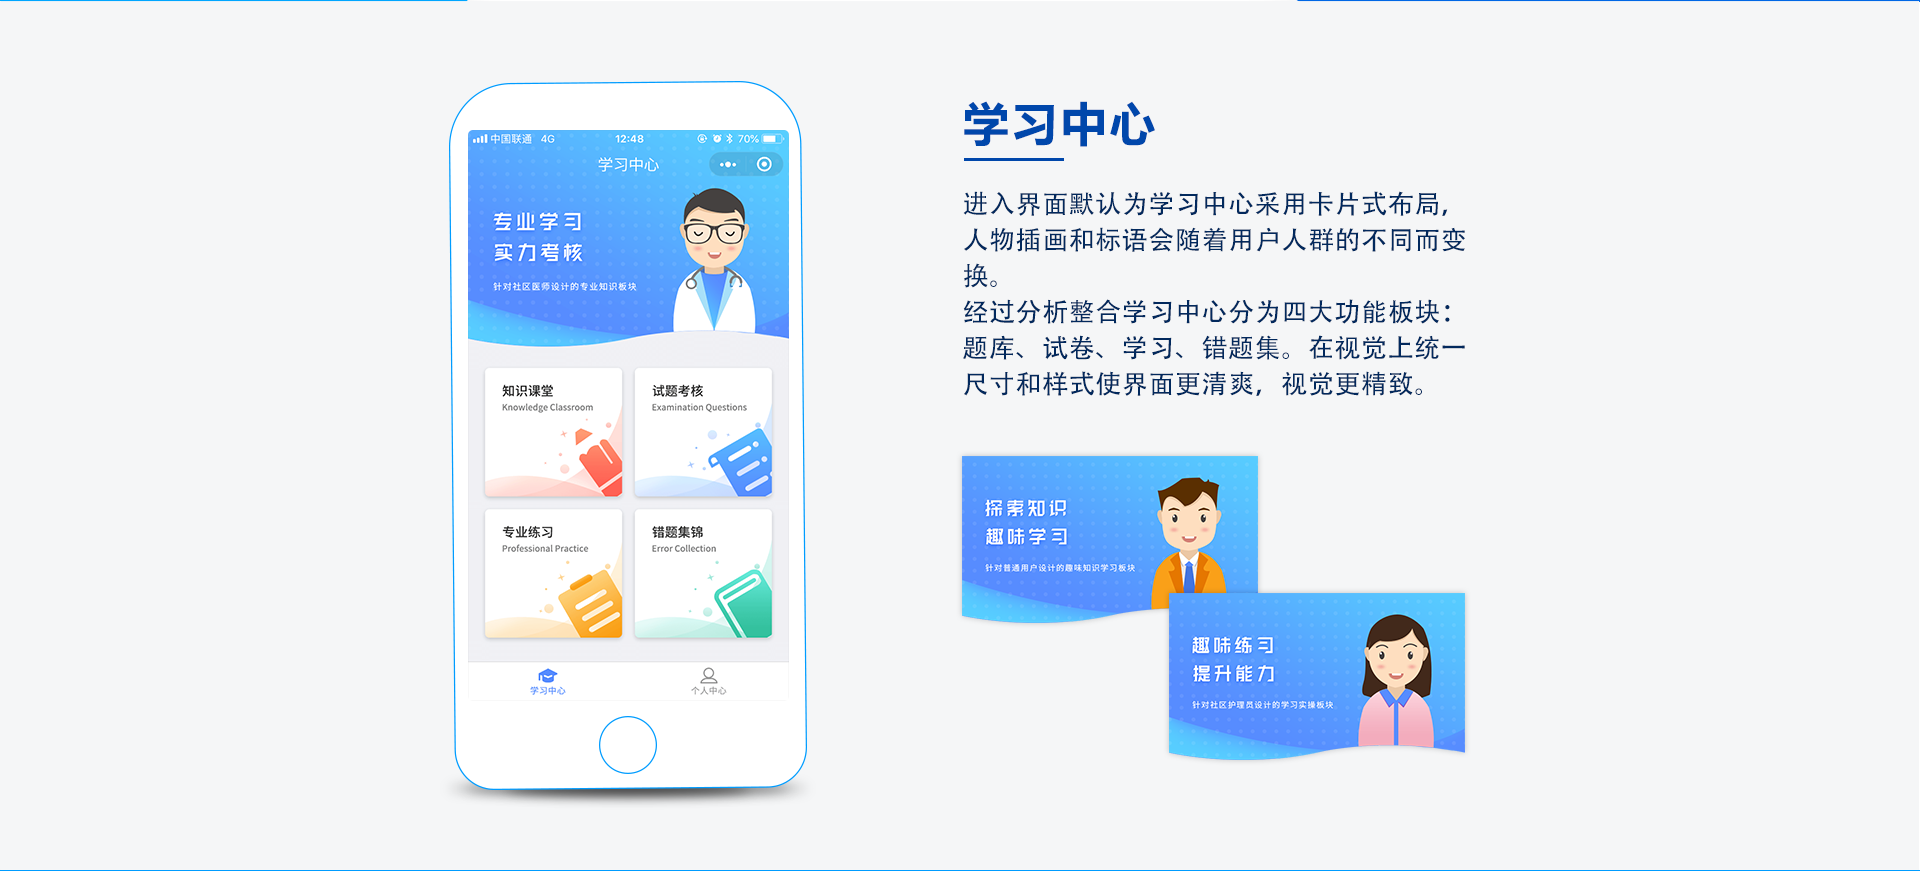 中国联通 4G 12:48 70%
学习中心
专业学习
实力考核
针对社区医师设计的专业知识板块
知识课堂
Knowledge Classroom
试题考核
Examination Questions
专业练习
Professional Practice
错题集锦
Error Collection
学习中心
个人中心
学习中心
进入界面默认为学习中心采用卡片式布局，
人物插画和标语会随着用户人群的不同而变
换。
经过分析整合学习中心分为四大功能板块：
题库、试卷、学习、错题集。在视觉上统一
尺寸和样式使界面更清爽，视觉更精致。
探索知识
趣味学习
针对普通用户设计的趣味知识学习板块
趣味练习
提升能力
针对社区护理员设计的学习实操板块